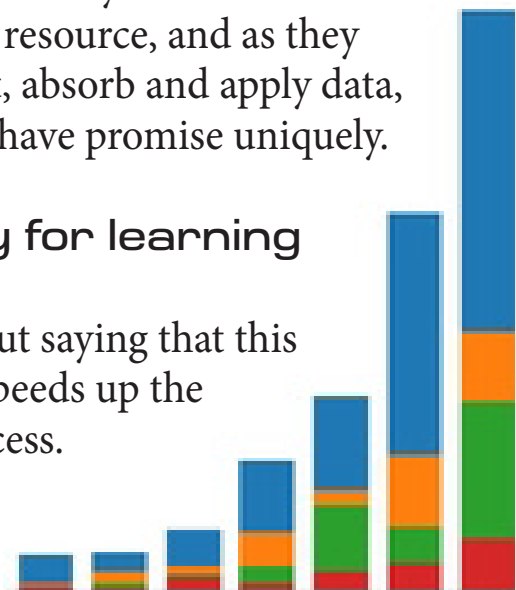 resource, and as they
, absorb and apply data,
have promise uniquely.
y for learning
ut saying that this
peeds up the
cess.